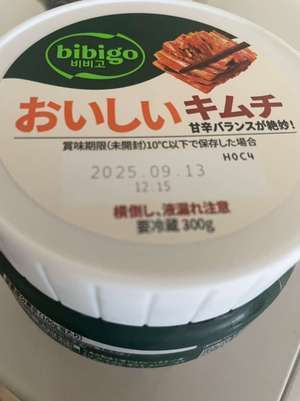 bibigo
비비고
おいしいキムチ
甘辛バランスが絶妙!
賞味期限(未開封)10℃以下で保存した場合
HOC4
2025.09.13
12.15
横倒し、液漏れ注意
要冷蔵 300g